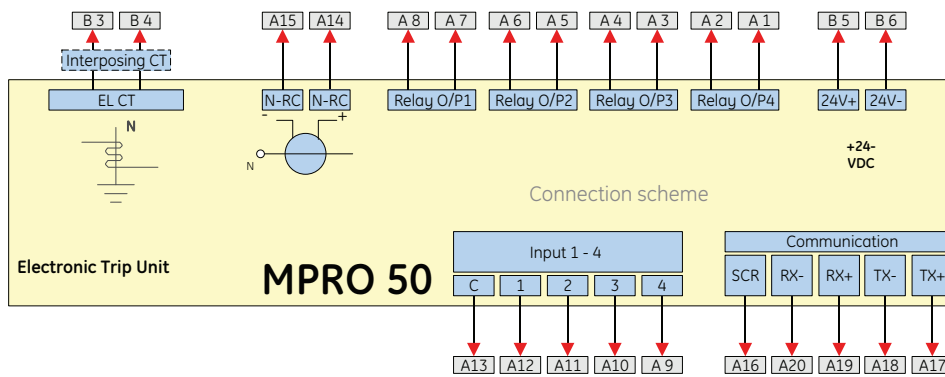 B 3 B 4 A15 A14 A 8 A 7 A 6 A 5 A 4 A 3 A 2 A 1 B 5 B 6
Interposing CT
EL CT N-RC N-RC Relay O/P1 Relay O/P2 Relay O/P3 Relay O/P4 24V+ 24V-
- +
N
N
+24-
VDC
Connection scheme
Input 1 - 4
Communication
Electronic Trip Unit
MPRO 50
C 1 2 3 4
SCR RX- RX+ TX- TX+
A13 A12 A11 A10 A 9 A16 A20 A19 A18 A17